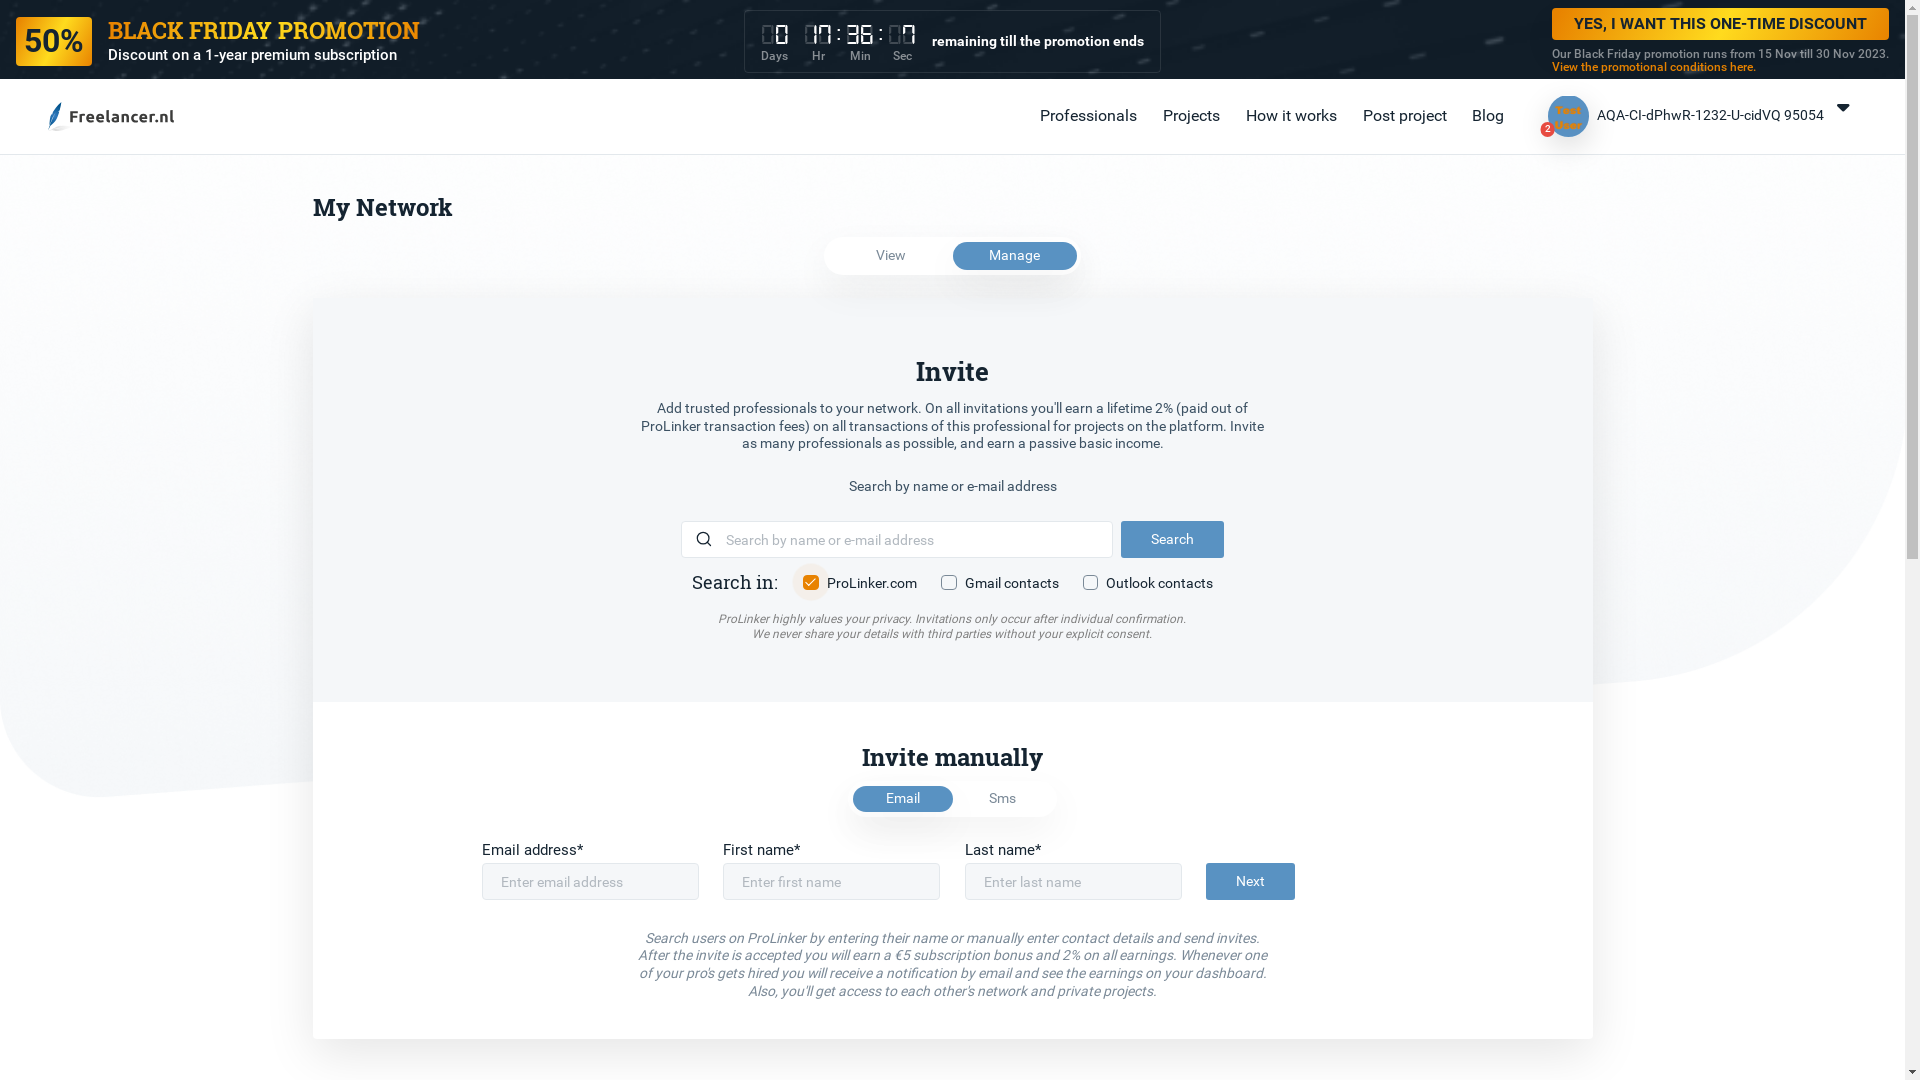 50%
BLACK FRIDAY PROMOTION
Discount on a 1-year premium subscription
0 17 : 36 : 7
Days Hr Min Sec
remaining till the promotion ends
YES, I WANT THIS ONE-TIME DISCOUNT
Our Black Friday promotion runs from 15 Nov till 30 Nov 2023.
View the promotional conditions here.
Freelancer.nl
Professionals
Projects
How it works
Post project
Blog
Test
User
2
AQA-CI-dPhwR-1232-U-cidVQ 95054
My Network
View
Manage
Invite
Add trusted professionals to your network. On all invitations you'll earn a lifetime 2% (paid out of
ProLinker transaction fees) on all transactions of this professional for projects on the platform. Invite
as many professionals as possible, and earn a passive basic income.
Search by name or e-mail address
Search by name or e-mail address
Search
Search in:
ProLinker.com
Gmail contacts
Outlook contacts
ProLinker highly values your privacy. Invitations only occur after individual confirmation.
We never share your details with third parties without your explicit consent.
Invite manually
Email
Sms
Email address*
First name*
Last name*
Enter email address
Enter first name
Enter last name
Next
Search users on ProLinker by entering their name or manually enter contact details and send invites.
After the invite is accepted you will earn a €5 subscription bonus and 2% on all earnings. Whenever one
of your pro's gets hired you will receive a notification by email and see the earnings on your dashboard.
Also, you'll get access to each other's network and private projects.